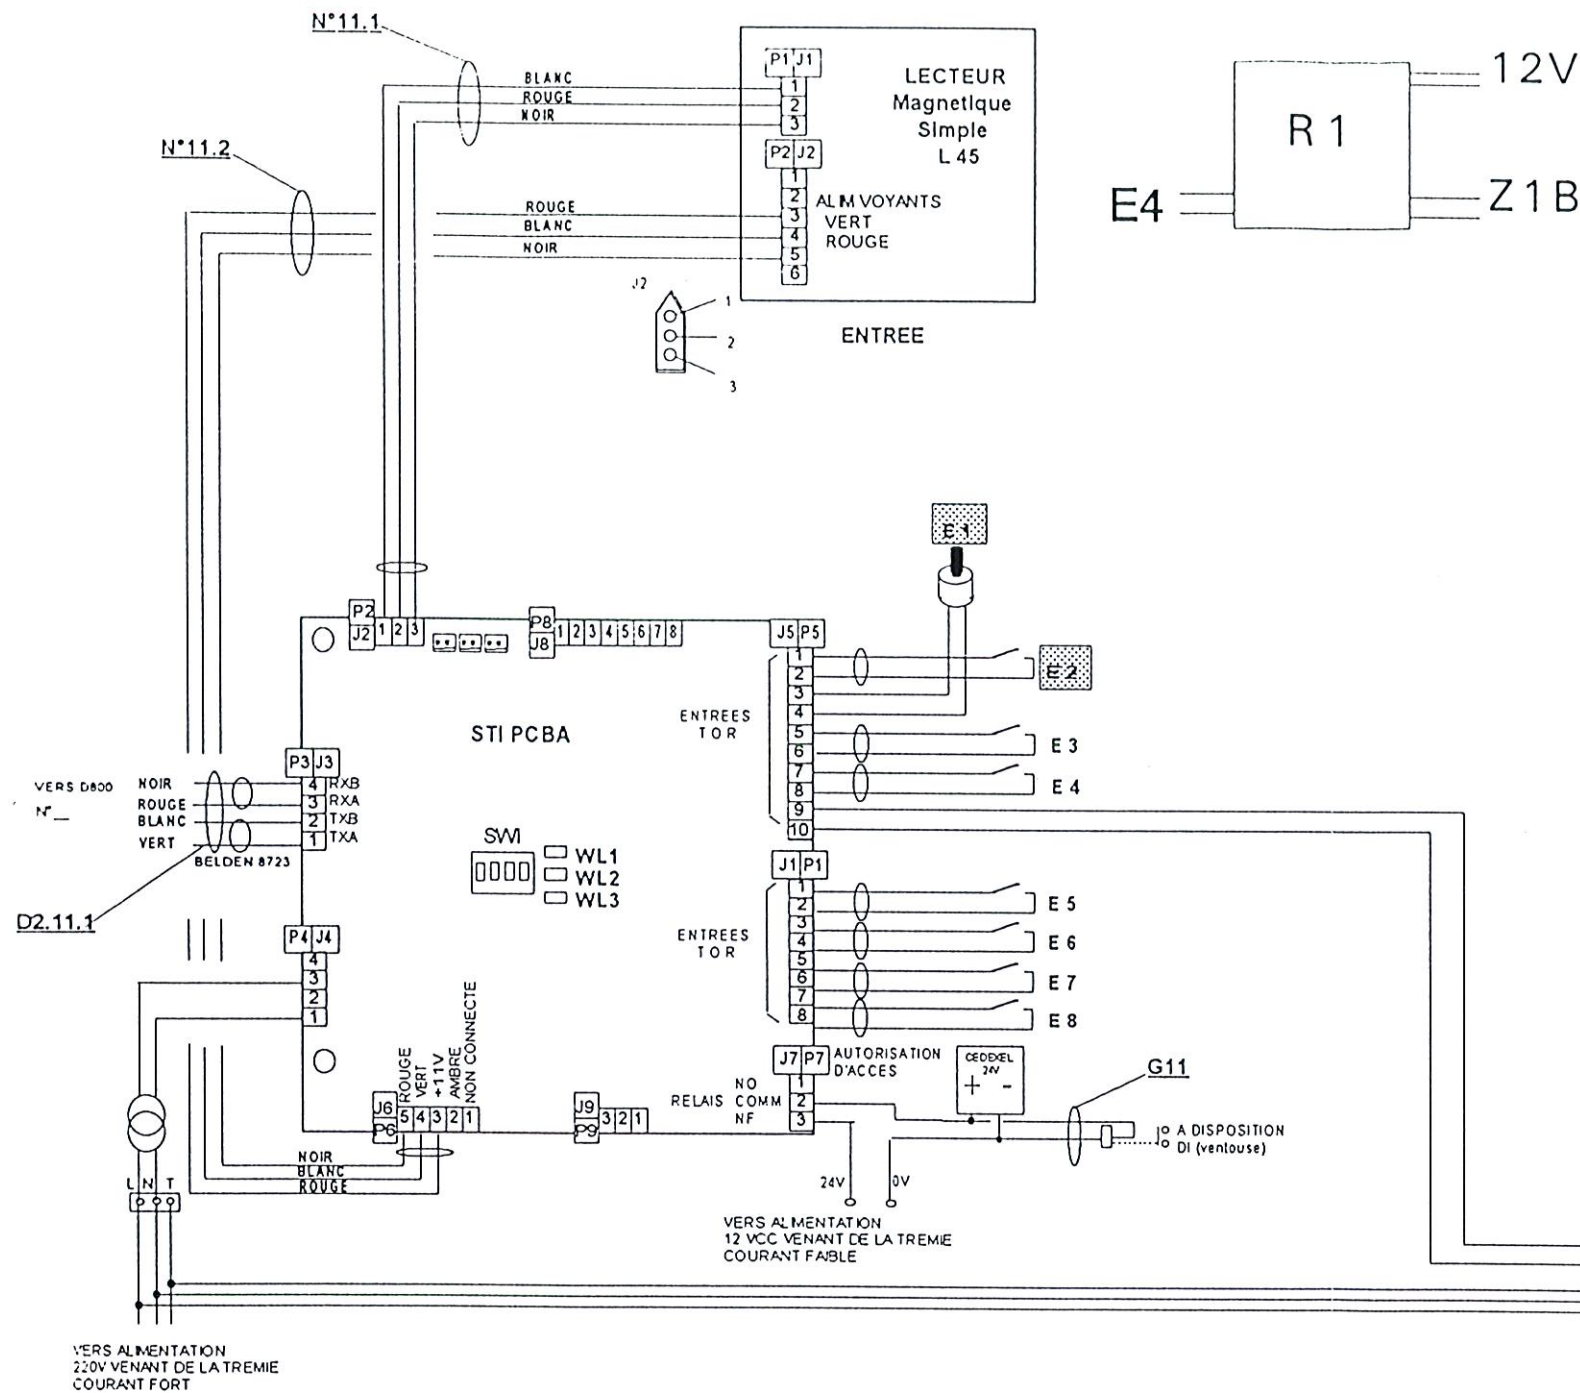 N°11.1
P1 J1
1
2
3
BLANC
ROUGE
NOIR
LECTEUR
Magnetique
Simple
L 45
P2 J2
1
2
3
4
5
6
ALIM VOYANTS
VERT
ROUGE
N°11.2
ROUGE
BLANC
NOIR
J2
1
2
3
ENTREE
R 1
12V
E4
Z1B
E 1
P2
J2
1 2 3
P8
J8
1 2 3 4 5 6 7 8
J5 P5
1
2
3
4
5
6
7
8
9
10
ENTREES
T O R
E 2
E 3
E 4
STI PCBA
VERS D800
N°__
NOIR
ROUGE
BLANC
VERT
P3 J3
4 RXB
3 RXA
2 TXB
1 TXA
BELDEN 8723
D2.11.1
SWI
WL1
WL2
WL3
J1 P1
1
2
3
4
5
6
7
8
ENTREES
T O R
E 5
E 6
E 7
E 8
P4 J4
4
3
2
1
ROUGE
VERT
+11V
AMBRE
NON CONNECTE
J6
P6
5 4 3 2 1
J9
P9
3 2 1
J7 P7
AUTORISATION
D'ACCES
NO
RELAIS COMM
NF
1
2
3
CEDEXEL
24V
+ -
G11
A DISPOSITION
DI (ventouse)
NOIR
BLANC
ROUGE
L N T
24V
0V
VERS ALIMENTATION
12 VCC VENANT DE LA TREMIE
COURANT FAIBLE
VERS ALIMENTATION
220V VENANT DE LA TREMIE
COURANT FORT